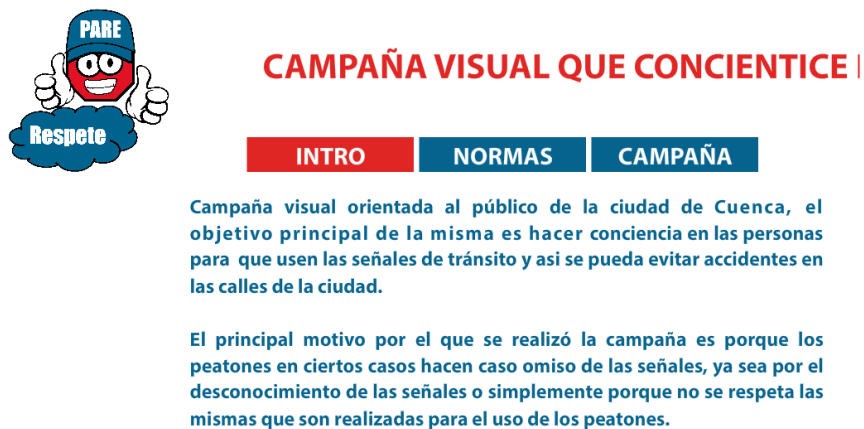 PARE
Respete
CAMPAÑA VISUAL QUE CONCIENTICE
INTRO NORMAS CAMPAÑA
Campaña visual orientada al público de la ciudad de Cuenca, el
objetivo principal de la misma es hacer conciencia en las personas
para que usen las señales de tránsito y asi se pueda evitar accidentes en
las calles de la ciudad.
El principal motivo por el que se realizó la campaña es porque los
peatones en ciertos casos hacen caso omiso de las señales, ya sea por el
desconocimiento de las señales o simplemente porque no se respeta las
mismas que son realizadas para el uso de los peatones.